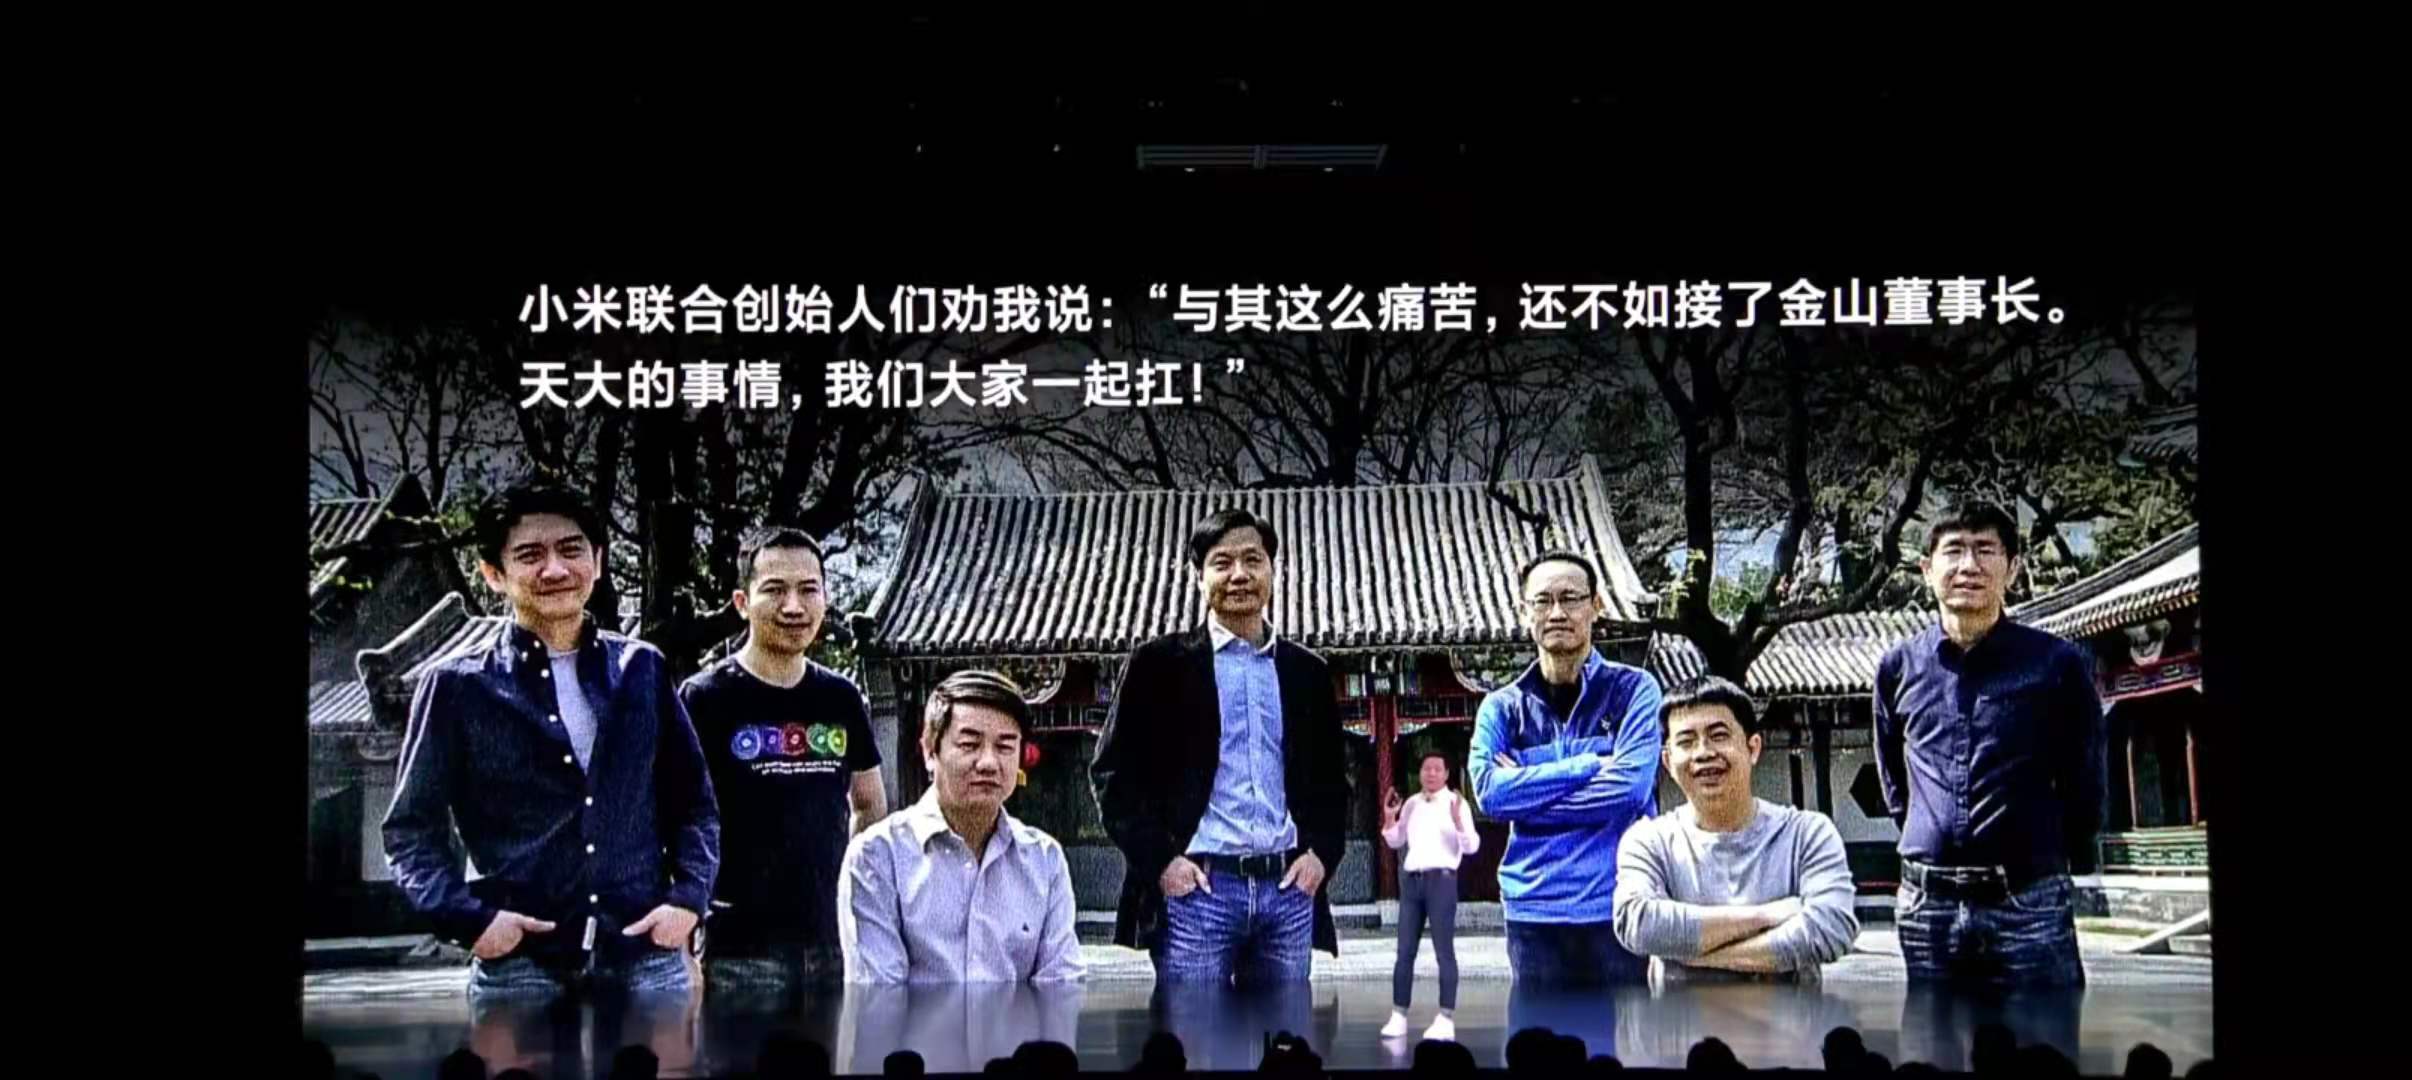 小米联合创始人们劝我说：“与其这么痛苦，还不如接了金山董事长。
天大的事情，我们大家一起扛！”